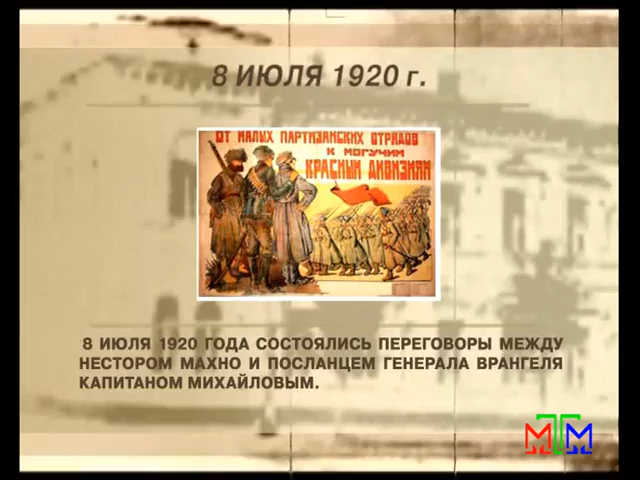 8 ИЮЛЯ 1920 г.
ОТ МАЛЫХ ПАРТИЗАНСКИХ ОТРЯДОВ
К МОГУЧИМ
КРАСНЫМ ДИВИЗИЯМ
8 ИЮЛЯ 1920 ГОДА СОСТОЯЛИСЬ ПЕРЕГОВОРЫ МЕЖДУ
НЕСТОРОМ МАХНО И ПОСЛАНЦЕМ ГЕНЕРАЛА ВРАНГЕЛЯ
КАПИТАНОМ МИХАЙЛОВЫМ.
МТМ